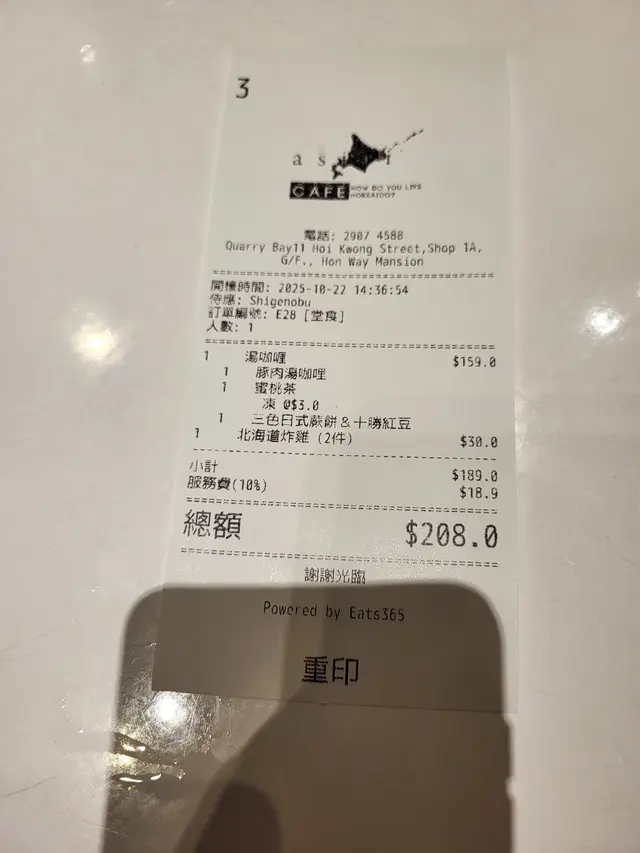 3
CAFE
HOW DO YOU LIKE
HOKKAIDO?
電話: 2907 4588
Quarry Bay11 Hoi Kwong Street,Shop 1A,
G/F., Hon Way Mansion
開檯時間: 2025-10-22 14:36:54
侍應: Shigenobu
訂單編號: E28 [堂食]
人數: 1
1 湯咖喱 $159.0
1 豚肉湯咖哩
1 蜜桃茶
凍 @$3.0
1 三色日式蕨餅＆十勝紅豆
1 北海道炸雞 (2件) $30.0
小計 $189.0
服務費(10%) $18.9
總額 $208.0
謝謝光臨
Powered by Eats365
重印